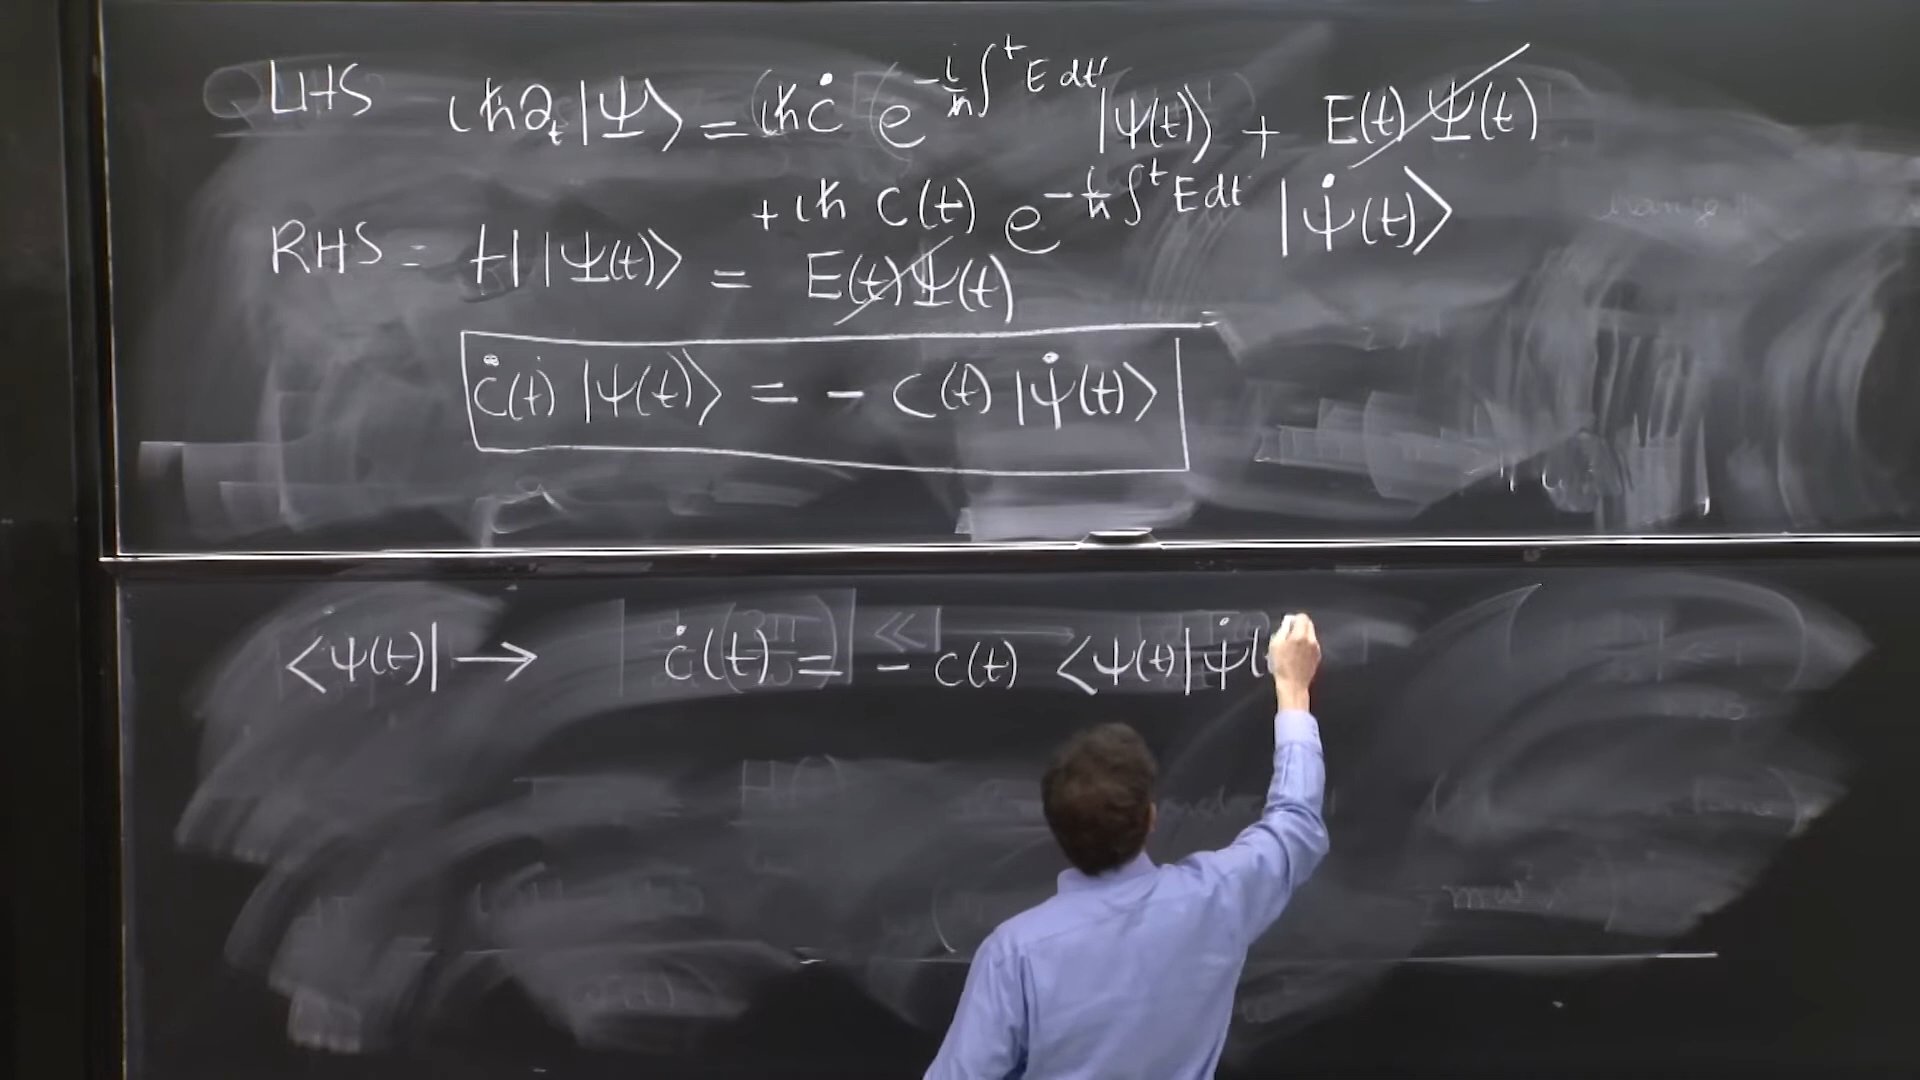 LHS iħ∂ₜ|Ψ⟩ = iħċ e^{-i/ħ ∫^t E dt'} |ψ(t)⟩ + E(t) Ψ(t)
+ iħ c(t) e^{-i/ħ ∫^t E dt'} |ψ̇(t)⟩
RHS = H |Ψ(t)⟩ = E(t) Ψ(t)
ċ(t) |ψ(t)⟩ = - c(t) |ψ̇(t)⟩
⟨ψ(t)| → ċ(t) = - c(t) ⟨ψ(t)|ψ̇(t